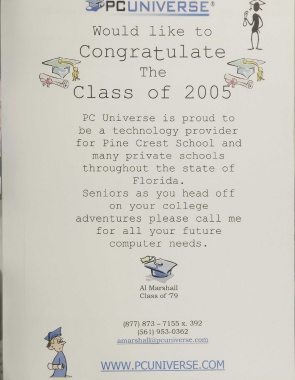 PCUNIVERSE®
Would like to
Congratulate
The
Class of 2005
PC Universe is proud to
be a technology provider
for Pine Crest School and
many private schools
throughout the state of
Florida.
Seniors as you head off
on your college
adventures please call me
for all your future
computer needs.
Al Marshall
Class of '79
(877) 873 – 7155 x. 392
(561) 953-0362
amarshall@pcuniverse.com
WWW.PCUNIVERSE.COM